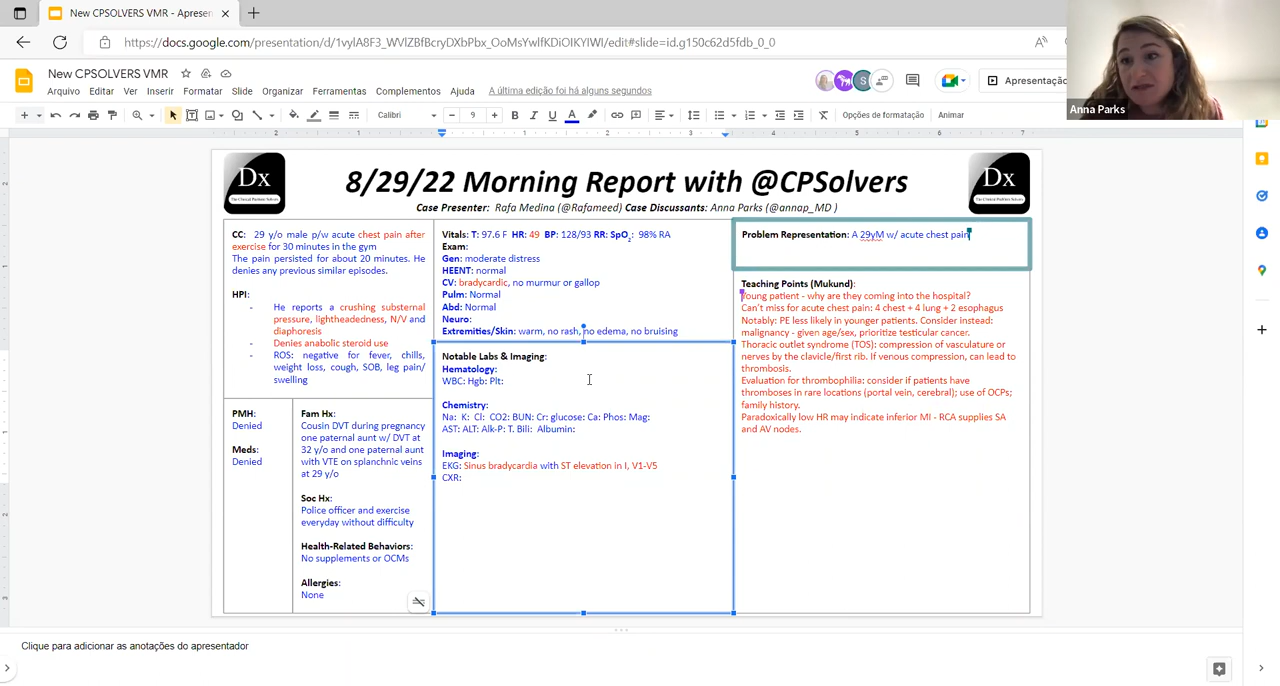 New CPSOLVERS VMR - Apresen
https://docs.google.com/presentation/d/1vylA8F3_WVlZBfBcryDXbPbx_OoMsYwlfKDiOIKYIWI/edit#slide=id.g150c62d5fdb_0_0
New CPSOLVERS VMR
Arquivo Editar Ver Inserir Formatar Slide Organizar Ferramentas Complementos Ajuda A última edição foi há alguns segundos
Apresentação
Anna Parks
Calibri 9 Opções de formatação Animar
Dx
The Clinical Problem Solvers
8/29/22 Morning Report with @CPSolvers
Case Presenter: Rafa Medina (@Rafameed) Case Discussants: Anna Parks (@annap_MD )
Dx
The Clinical Problem Solvers
CC: 29 y/o male p/w acute chest pain after
exercise for 30 minutes in the gym
The pain persisted for about 20 minutes. He
denies any previous similar episodes.
HPI:
- He reports a crushing substernal
pressure, lightheadedness, N/V and
diaphoresis
- Denies anabolic steroid use
- ROS: negative for fever, chills,
weight loss, cough, SOB, leg pain/
swelling
PMH:
Denied
Meds:
Denied
Fam Hx:
Cousin DVT during pregnancy
one paternal aunt w/ DVT at
32 y/o and one paternal aunt
with VTE on splanchnic veins
at 29 y/o
Soc Hx:
Police officer and exercise
everyday without difficulty
Health-Related Behaviors:
No supplements or OCMs
Allergies:
None
Vitals: T: 97.6 F HR: 49 BP: 128/93 RR: SpO2: 98% RA
Exam:
Gen: moderate distress
HEENT: normal
CV: bradycardic, no murmur or gallop
Pulm: Normal
Abd: Normal
Neuro:
Extremities/Skin: warm, no rash, no edema, no bruising
Notable Labs & Imaging:
Hematology:
WBC: Hgb: Plt:
Chemistry:
Na: K: Cl: CO2: BUN: Cr: glucose: Ca: Phos: Mag:
AST: ALT: Alk-P: T. Bili: Albumin:
Imaging:
EKG: Sinus bradycardia with ST elevation in I, V1-V5
CXR:
Problem Representation: A 29yM w/ acute chest pain
Teaching Points (Mukund):
Young patient - why are they coming into the hospital?
Can't miss for acute chest pain: 4 chest + 4 lung + 2 esophagus
Notably: PE less likely in younger patients. Consider instead:
malignancy - given age/sex, prioritize testicular cancer.
Thoracic outlet syndrome (TOS): compression of vasculature or
nerves by the clavicle/first rib. If venous compression, can lead to
thrombosis.
Evaluation for thrombophilia: consider if patients have
thromboses in rare locations (portal vein, cerebral); use of OCPs;
family history.
Paradoxically low HR may indicate inferior MI - RCA supplies SA
and AV nodes.
Clique para adicionar as anotações do apresentador